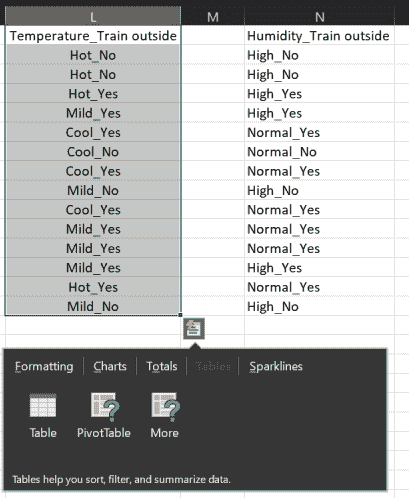 L M N
Temperature_Train outside Humidity_Train outside
Hot_No High_No
Hot_No High_No
Hot_Yes High_Yes
Mild_Yes High_Yes
Cool_Yes Normal_Yes
Cool_No Normal_No
Cool_Yes Normal_Yes
Mild_No High_No
Cool_Yes Normal_Yes
Mild_Yes Normal_Yes
Mild_Yes Normal_Yes
Mild_Yes High_Yes
Hot_Yes Normal_Yes
Mild_No High_No
Formatting Charts Totals Tables Sparklines
Table PivotTable More
Tables help you sort, filter, and summarize data.